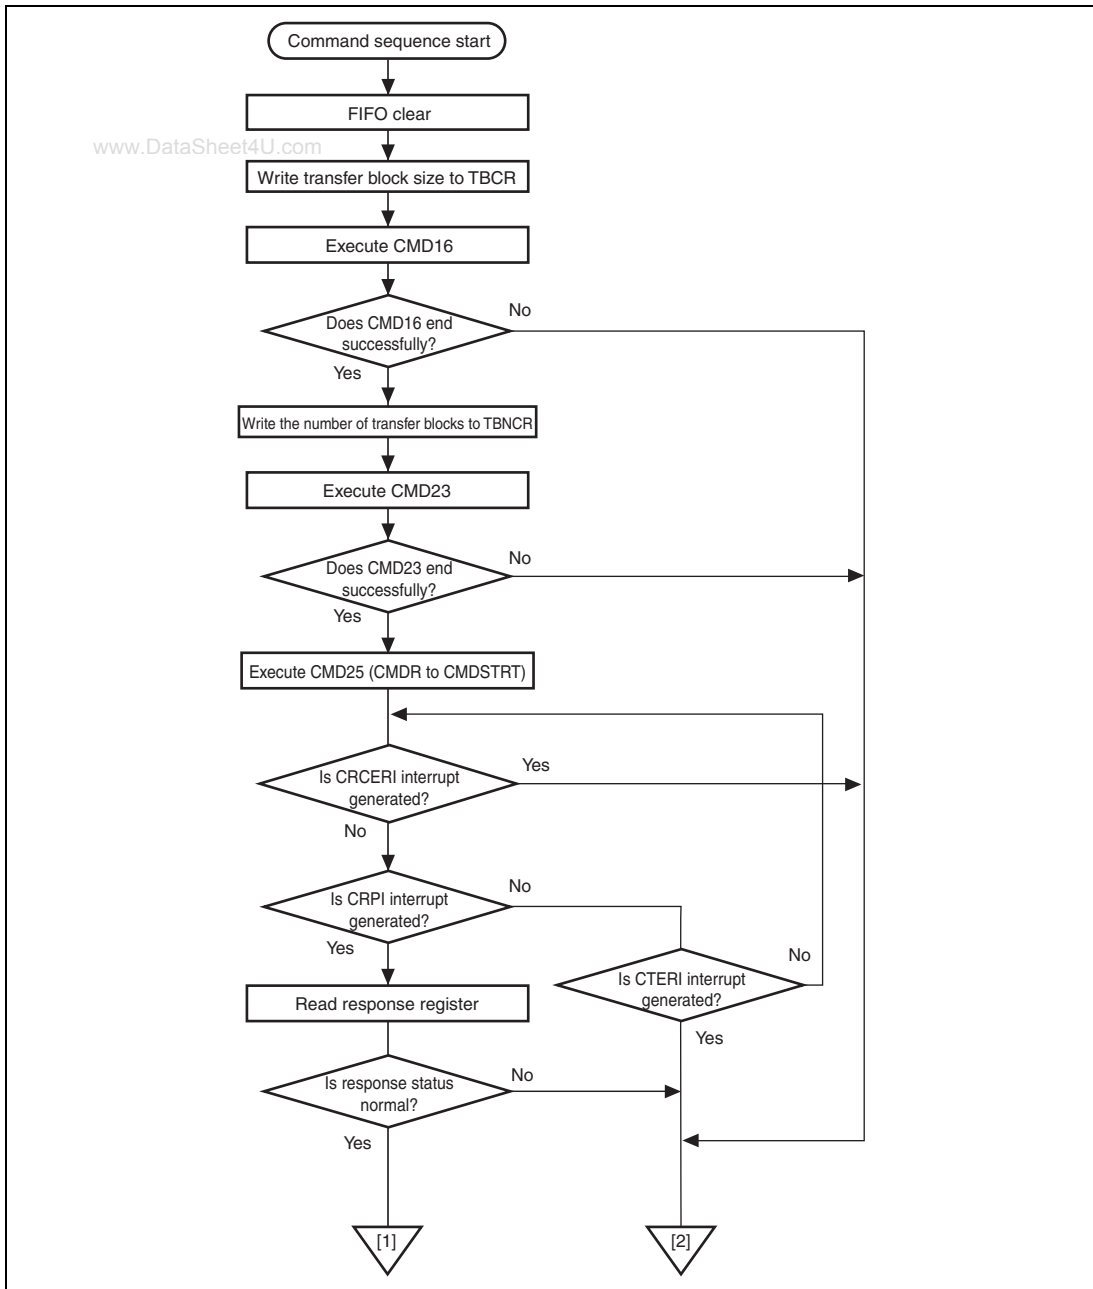 Command sequence start
FIFO clear
www.DataSheet4U.com
Write transfer block size to TBCR
Execute CMD16
No
Does CMD16 end
successfully?
Yes
Write the number of transfer blocks to TBNCR
Execute CMD23
No
Does CMD23 end
successfully?
Yes
Execute CMD25 (CMDR to CMDSTRT)
Yes
Is CRCERI interrupt
generated?
No
No
Is CRPI interrupt
generated?
Yes
No
Is CTERI interrupt
generated?
Yes
Read response register
No
Is response status
normal?
Yes
[1]
[2]